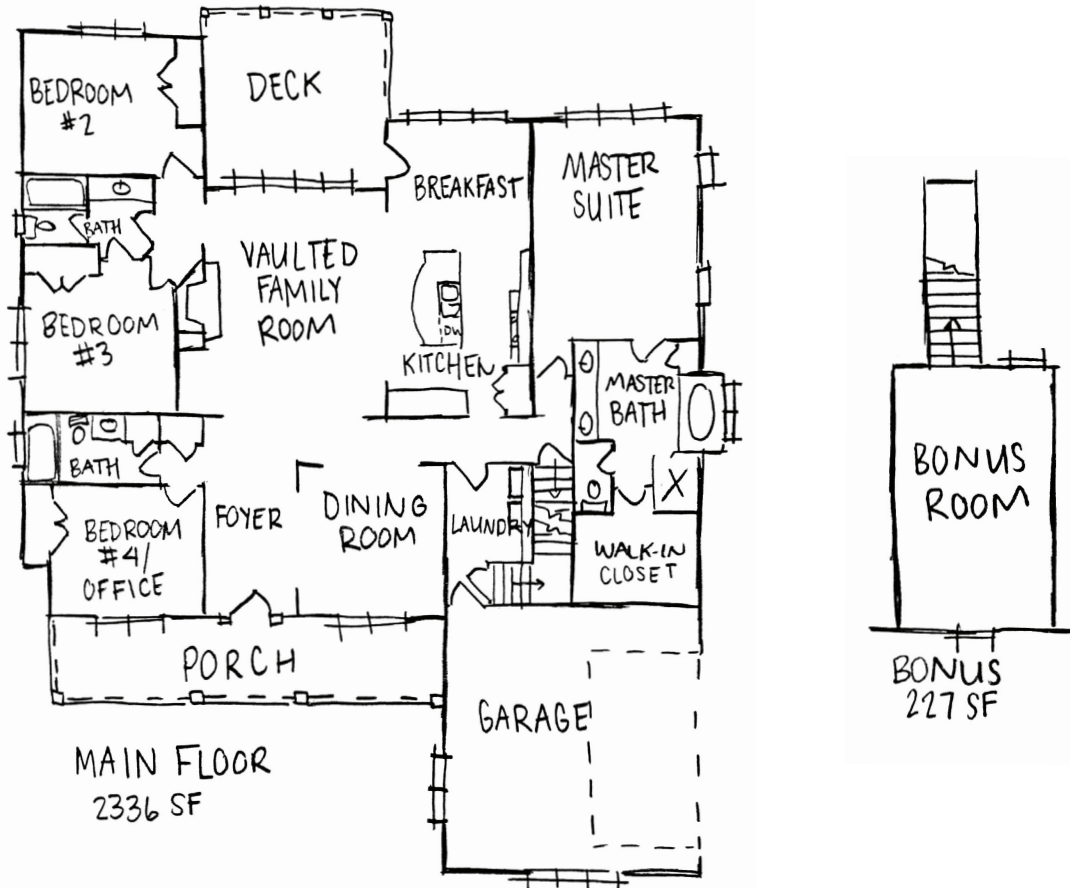 BEDROOM
#2
DECK
BREAKFAST
MASTER
SUITE
BATH
VAULTED
FAMILY
ROOM
BEDROOM
#3
DW
KITCHEN
MASTER
BATH
BATH
X
BEDROOM
#4/
OFFICE
FOYER
DINING
ROOM
LAUNDRY
WALK-IN
CLOSET
PORCH
GARAGE
MAIN FLOOR
2336 SF
BONUS
ROOM
BONUS
227 SF